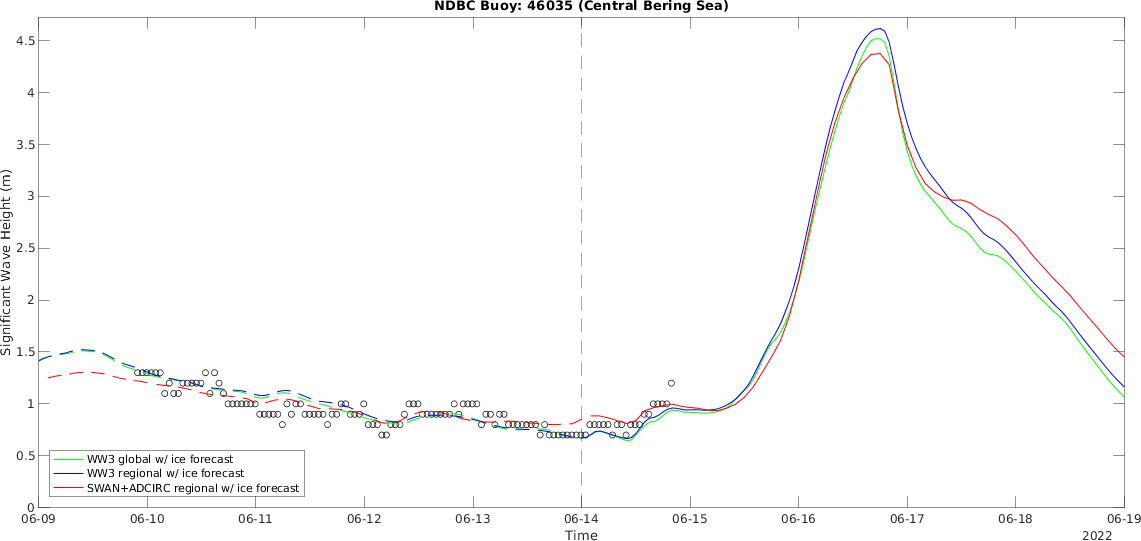 NDBC Buoy: 46035 (Central Bering Sea)
Significant Wave Height (m)
4.5
4
3.5
3
2.5
2
1.5
1
0.5
0
WW3 global w/ ice forecast
WW3 regional w/ ice forecast
SWAN+ADCIRC regional w/ ice forecast
06-09 06-10 06-11 06-12 06-13 06-14 06-15 06-16 06-17 06-18 06-19
Time
2022